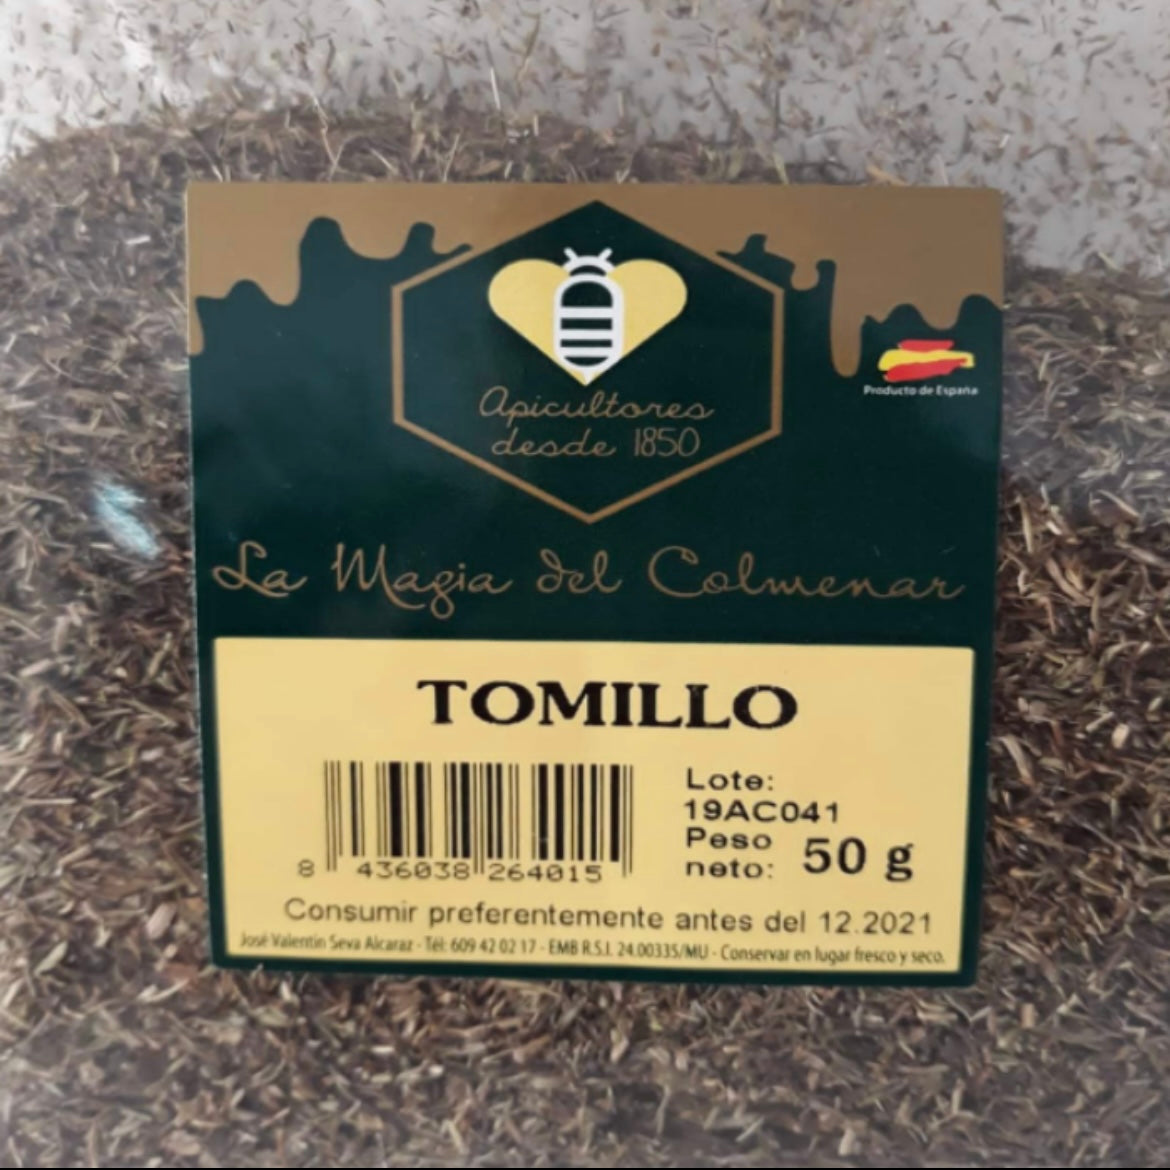 Apicultores
desde 1850
Producto de España
La Magia del Colmenar
TOMILLO
Lote:
19AC041
Peso
neto: 50 g
8 436038 264015
Consumir preferentemente antes del 12.2021
José Valentín Seva Alcaraz - Tél: 609 42 02 17 - EMB R.S.I. 24.00335/MU - Conservar en lugar fresco y seco.